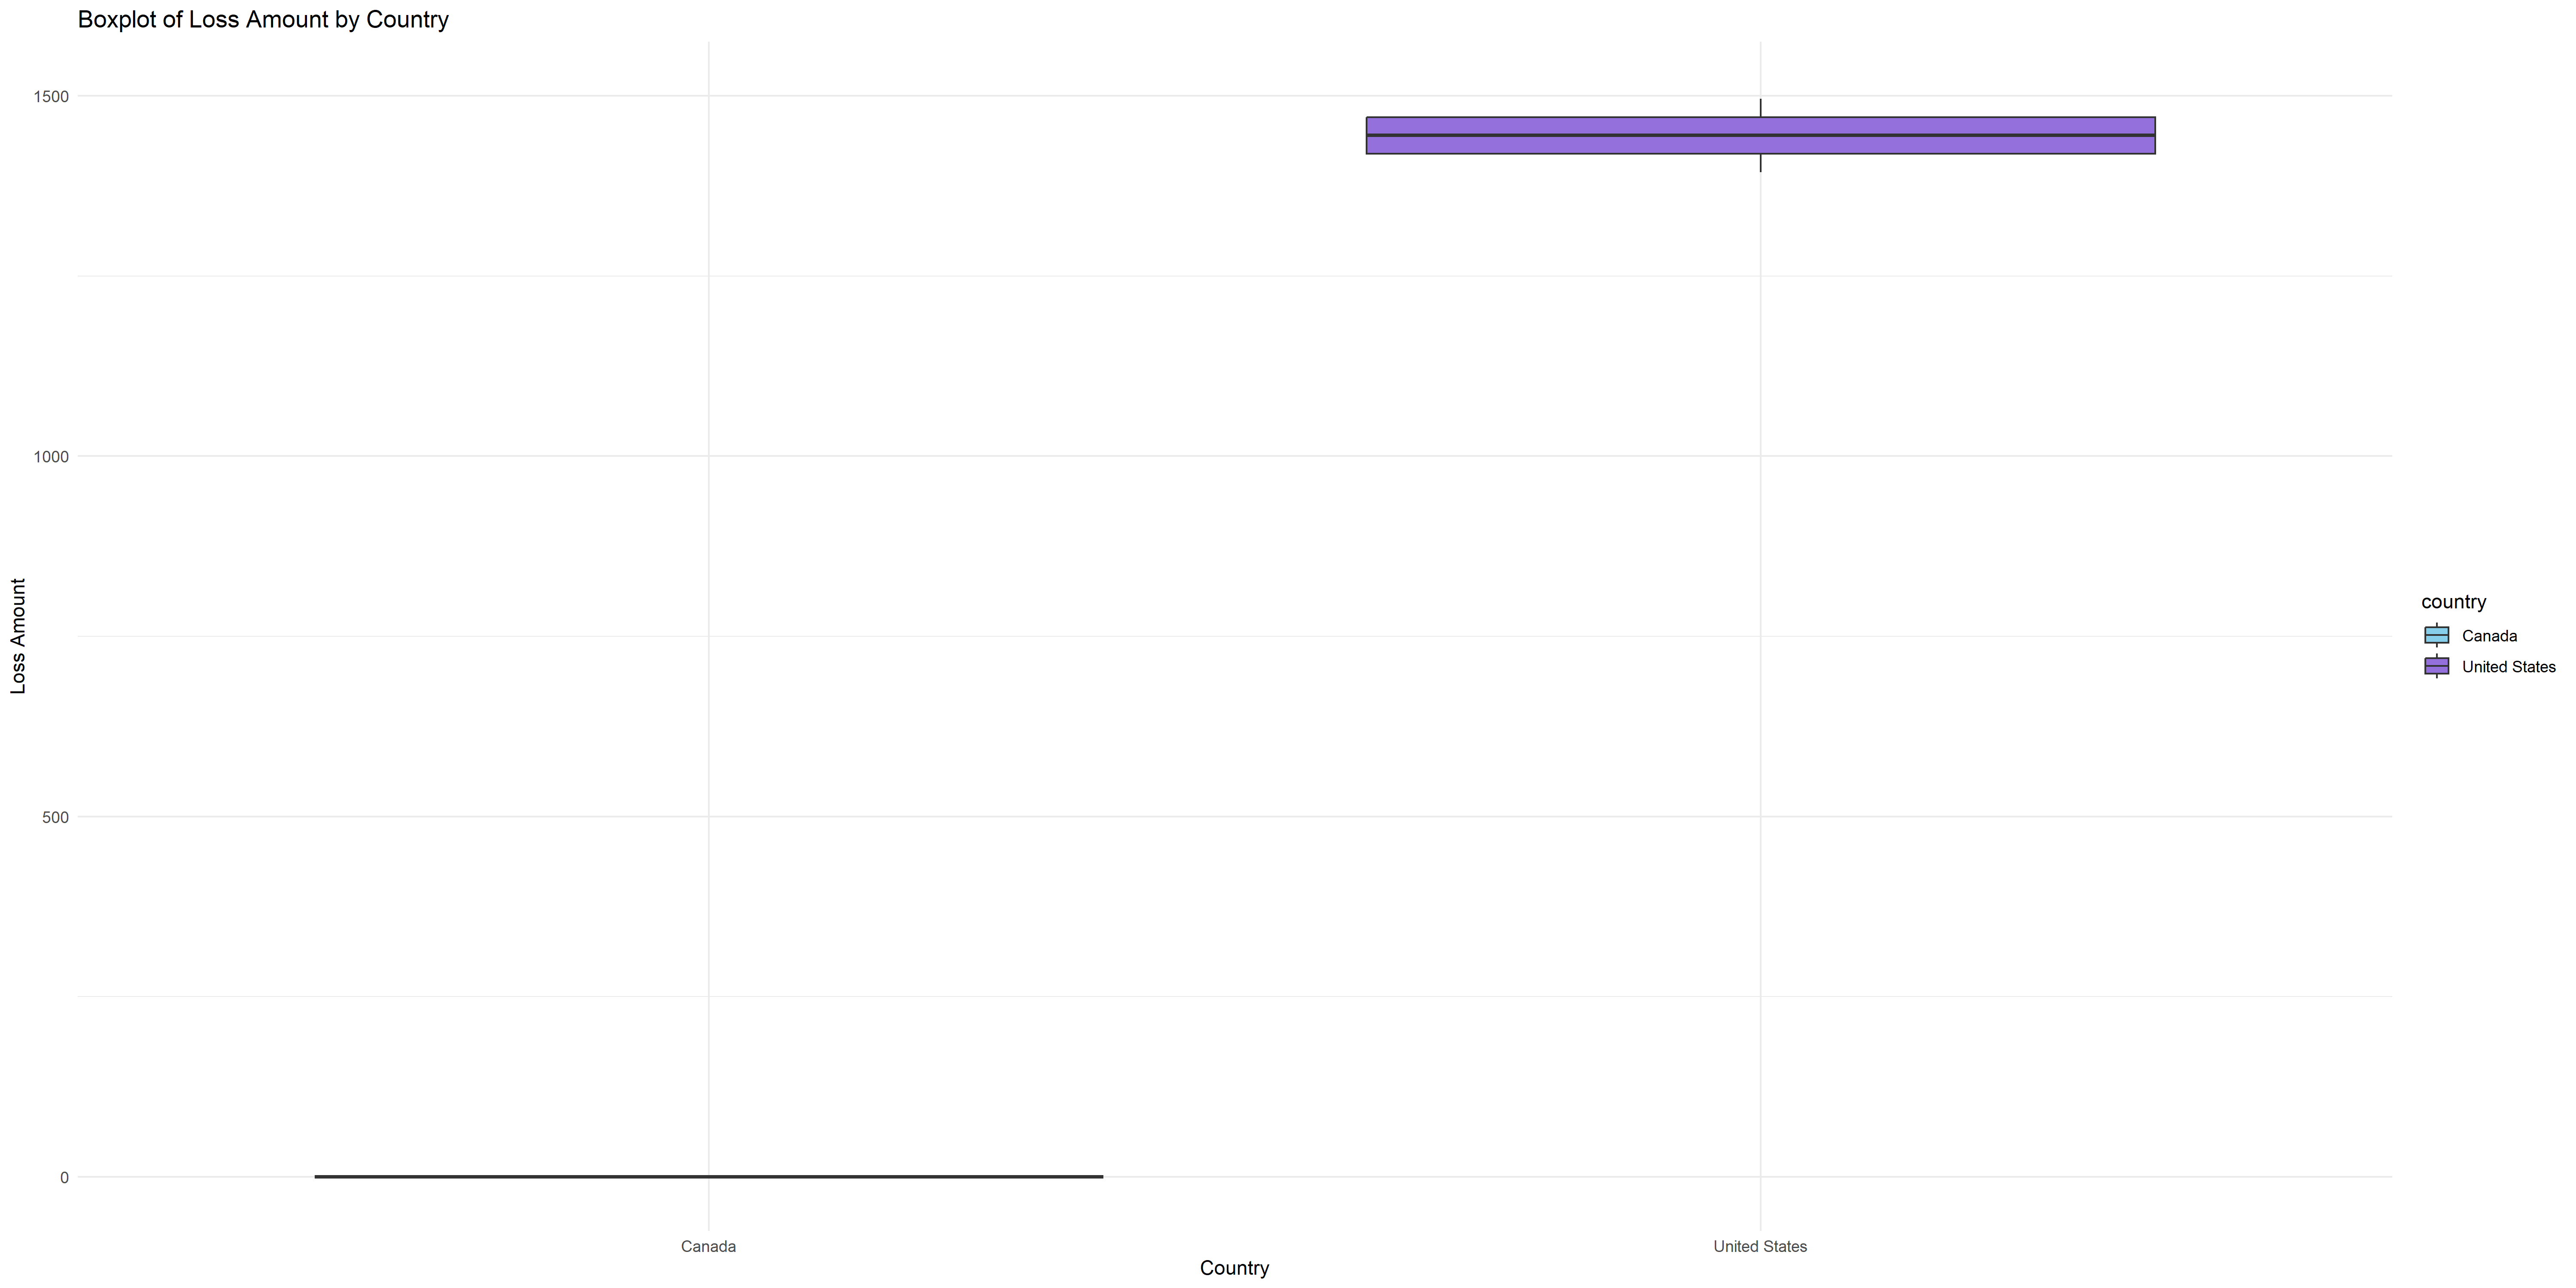 Boxplot of Loss Amount by Country
1500
1000
500
0
Loss Amount
Canada
United States
Country
country
Canada
United States